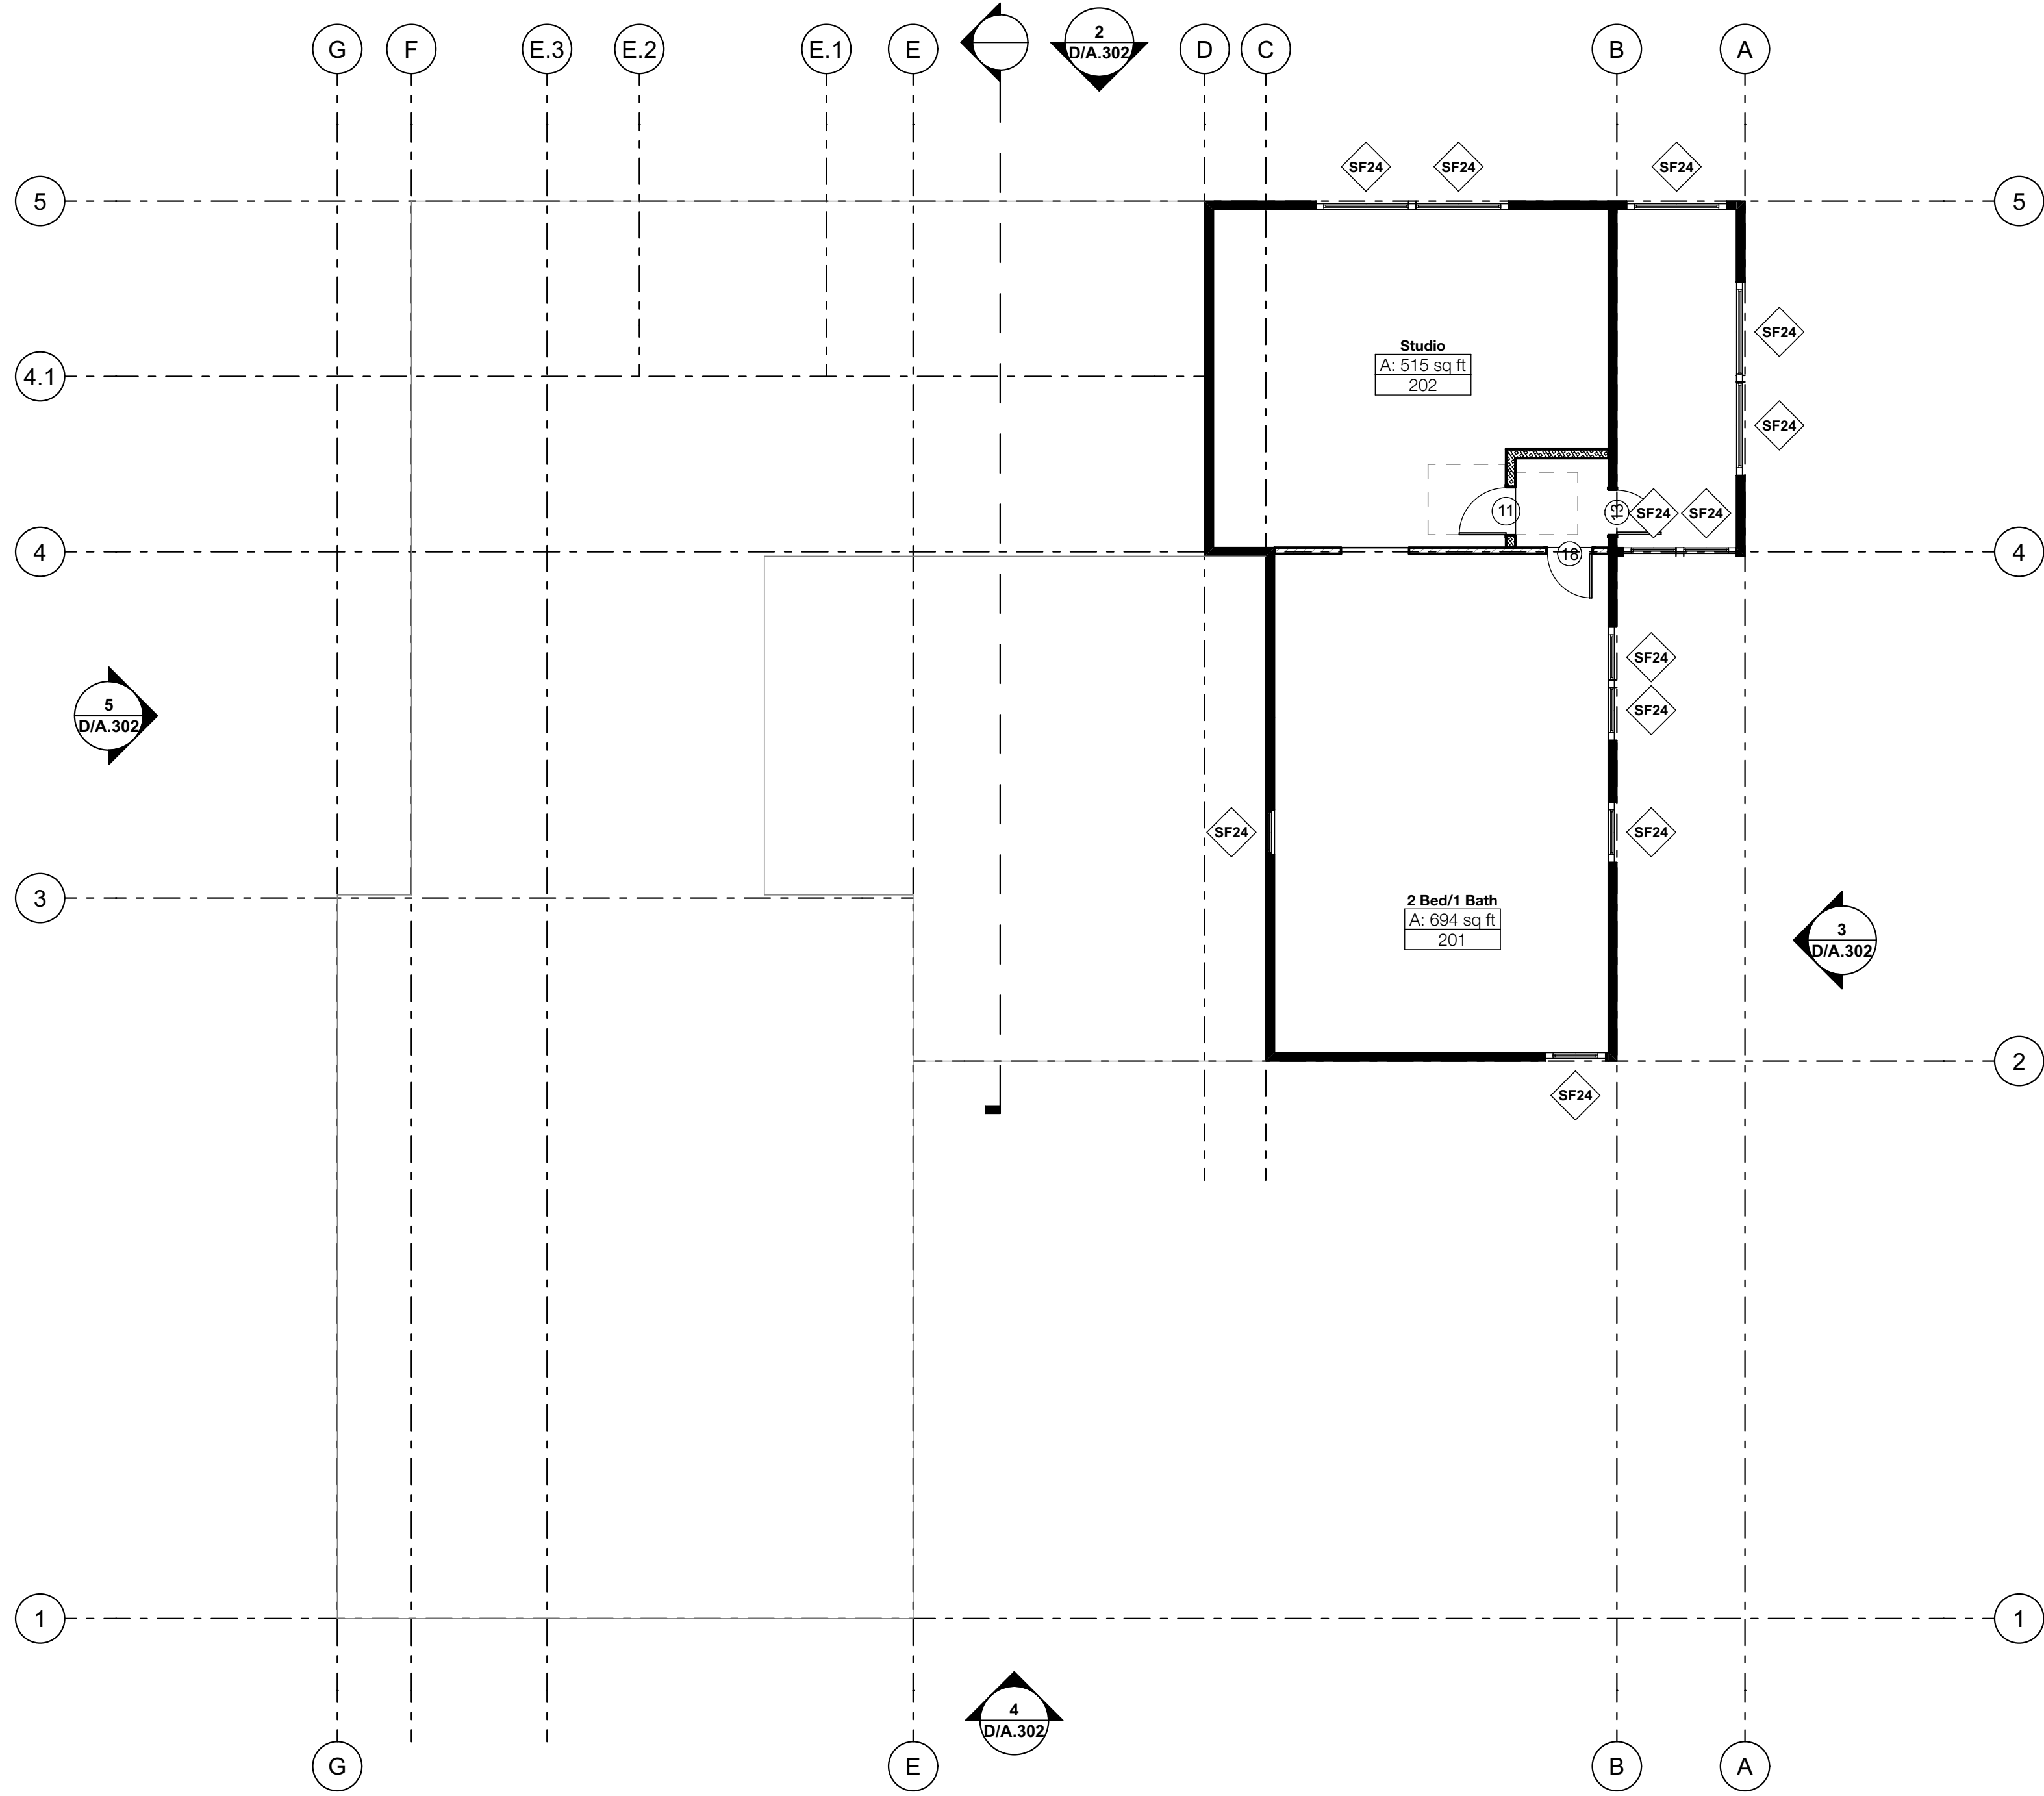 G
F
E.3
E.2
E.1
E
2
D/A.302
D
C
B
A
SF24
SF24
SF24
5
5
SF24
Studio
A: 515 sq ft
202
4.1
SF24
11
13
SF24
SF24
4
18
4
SF24
5
D/A.302
SF24
SF24
SF24
3
2 Bed/1 Bath
A: 694 sq ft
201
3
D/A.302
2
SF24
1
1
4
D/A.302
G
E
B
A